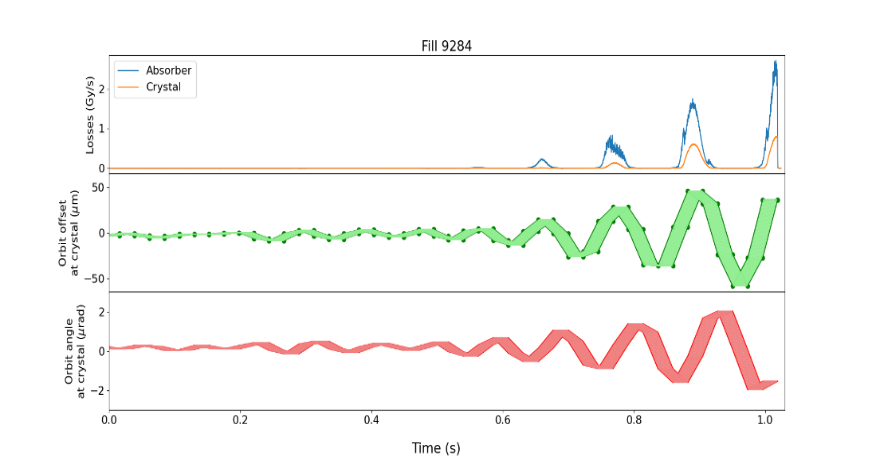 Fill 9284
Absorber
Crystal
Losses (Gy/s)
2
1
0
Orbit offset
at crystal (μm)
50
0
−50
Orbit angle
at crystal (μrad)
2
0
−2
0.0 0.2 0.4 0.6 0.8 1.0
Time (s)